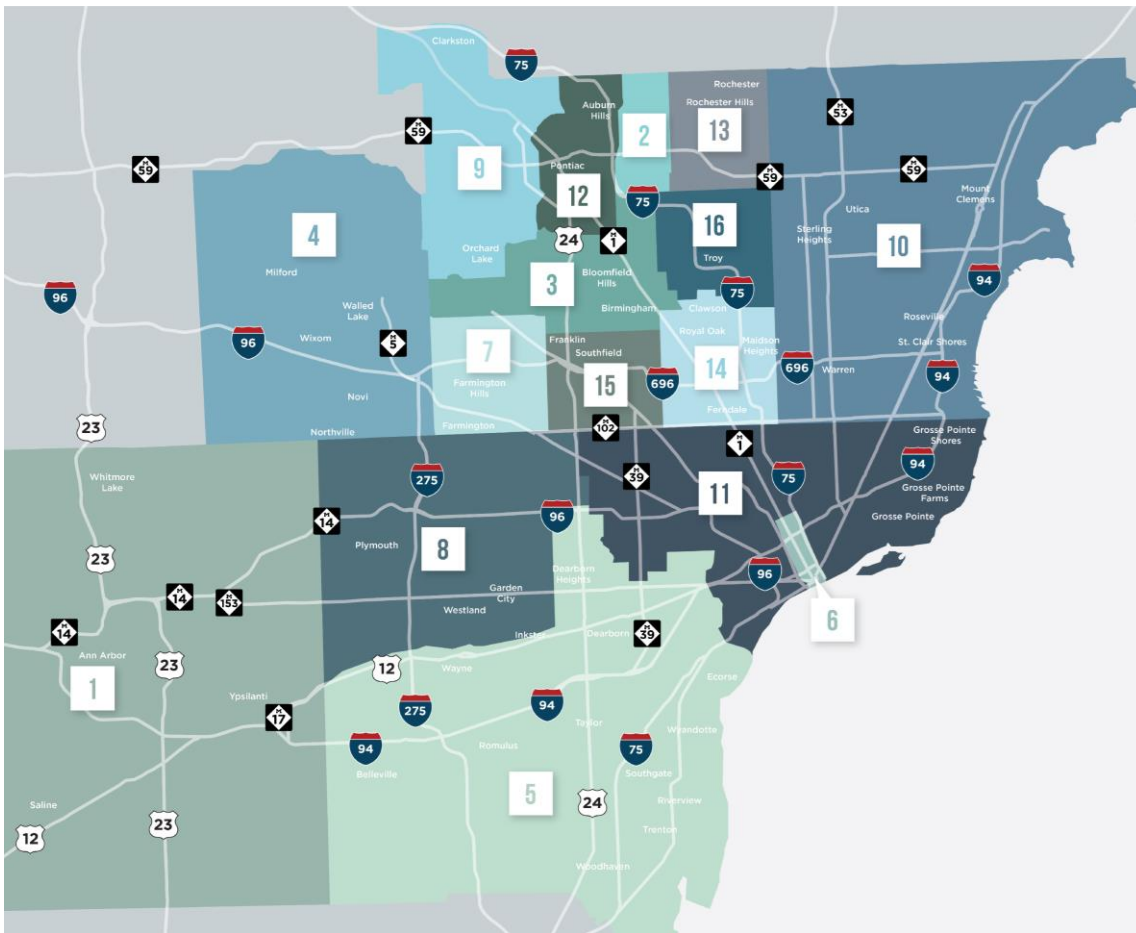 Clarkston
75
Auburn
Hills
2
Rochester
Rochester Hills
13
M
53
M
59
M
59
9
Pontiac
12
M
59
M
59
75
16
Mount
Clemens
4
24
M
1
Utica
Sterling
Heights
10
Orchard
Lake
Troy
Milford
3
Bloomfield
Hills
75
94
96
Walled
Lake
Birmingham
Clawson
Roseville
Wixom
96
M
5
7
Franklin
Southfield
Royal Oak
Maidson
Heights
St. Clair Shores
Farmington
Hills
15
696
14
696
Warren
94
Novi
Ferndale
Northville
Farmington
M
102
M
1
Grosse Pointe
Shores
23
Whitmore
Lake
275
M
39
11
75
94
Grosse Pointe
Farms
M
14
96
Grosse Pointe
Plymouth
8
23
Dearborn
Heights
96
M
14
M
153
Garden
City
Westland
6
M
14
Inkster
Dearborn
M
39
Ann Arbor
23
12
Wayne
Ecorse
1
Ypsilanti
M
17
275
94
Taylor
Wyandotte
94
Romulus
75
Belleville
Southgate
5
Riverview
Saline
24
23
Trenton
12
Woodhaven